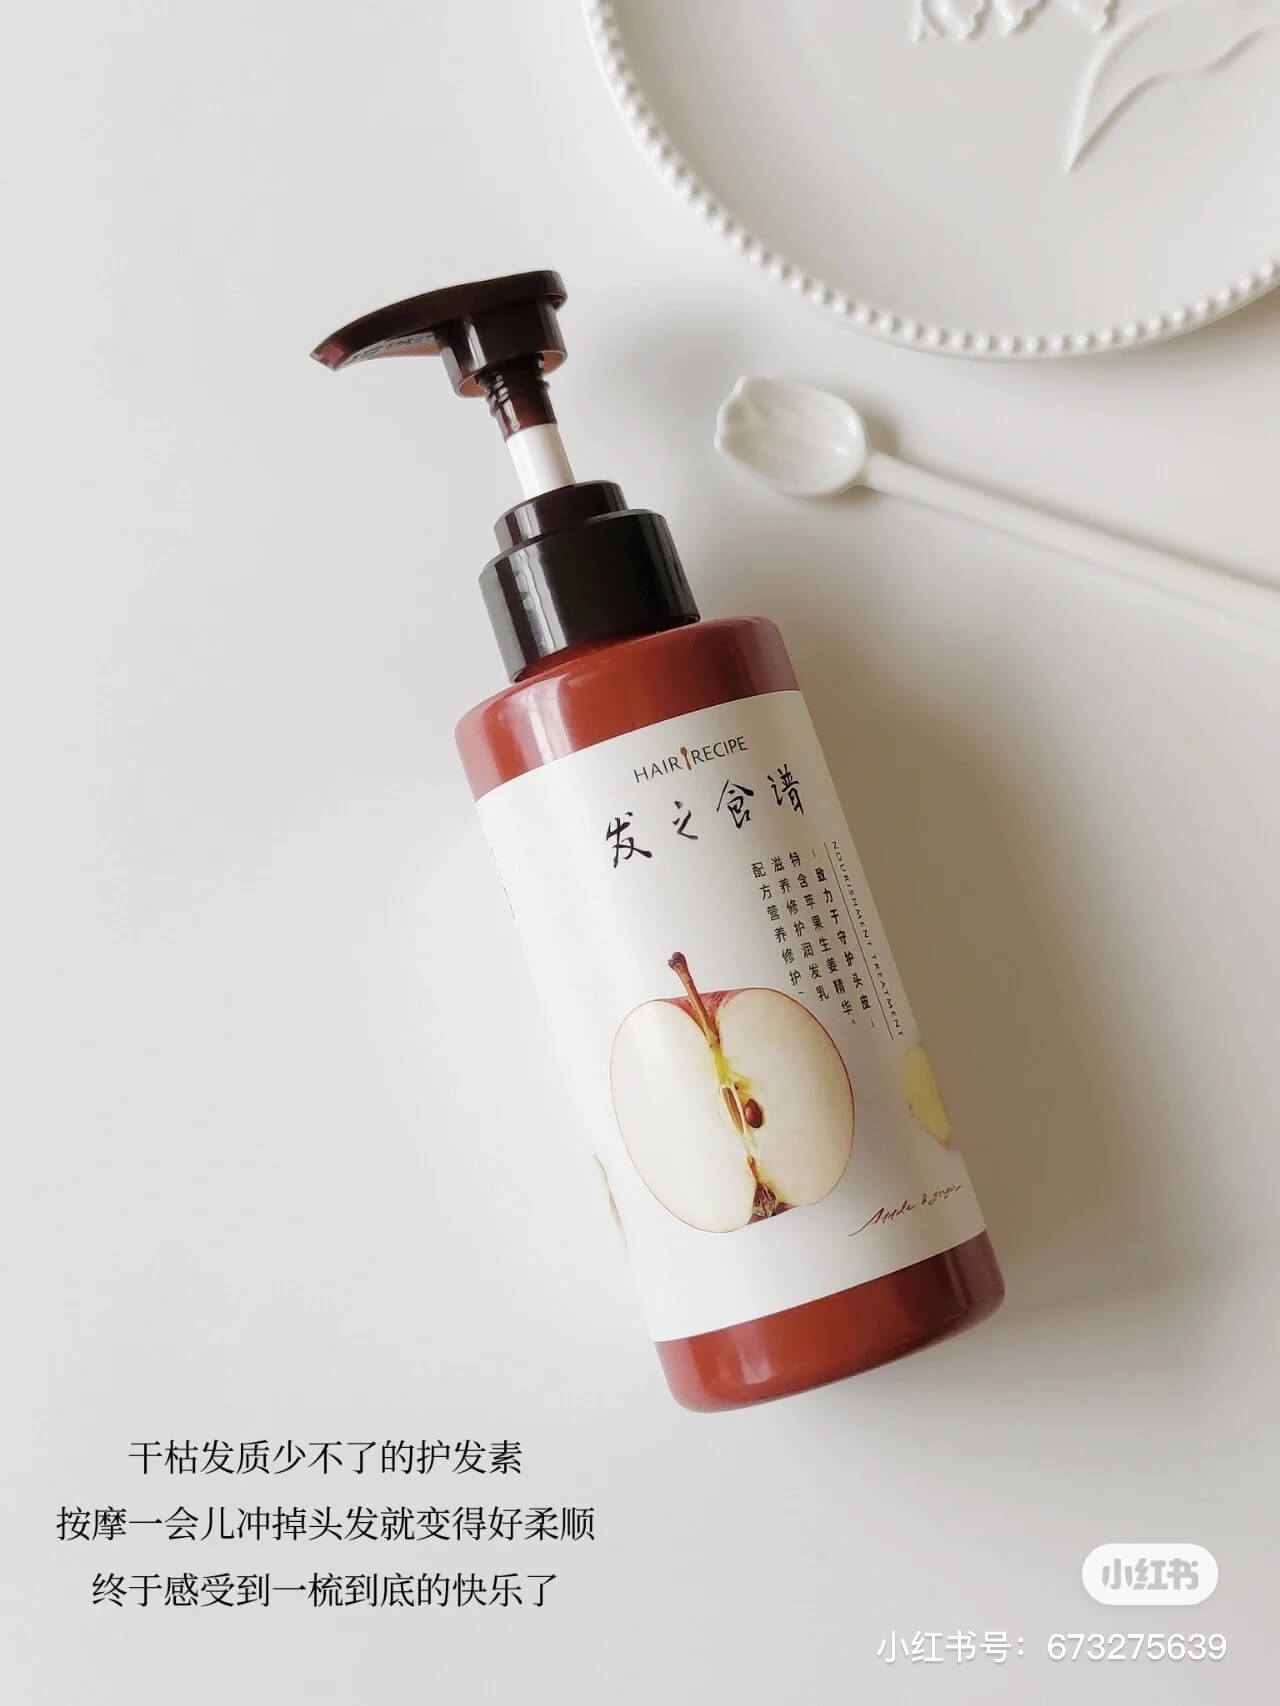 HAIR RECIPE
发之食谱
NOURISHMENT TREATMENT
—致力于守护头皮—
特含苹果生姜精华
滋养修护润发乳
配方营养修护
Apple & ginger
干枯发质少不了的护发素
按摩一会儿冲掉头发就变得好柔顺
终于感受到一梳到底的快乐了
小红书
小红书号：673275639